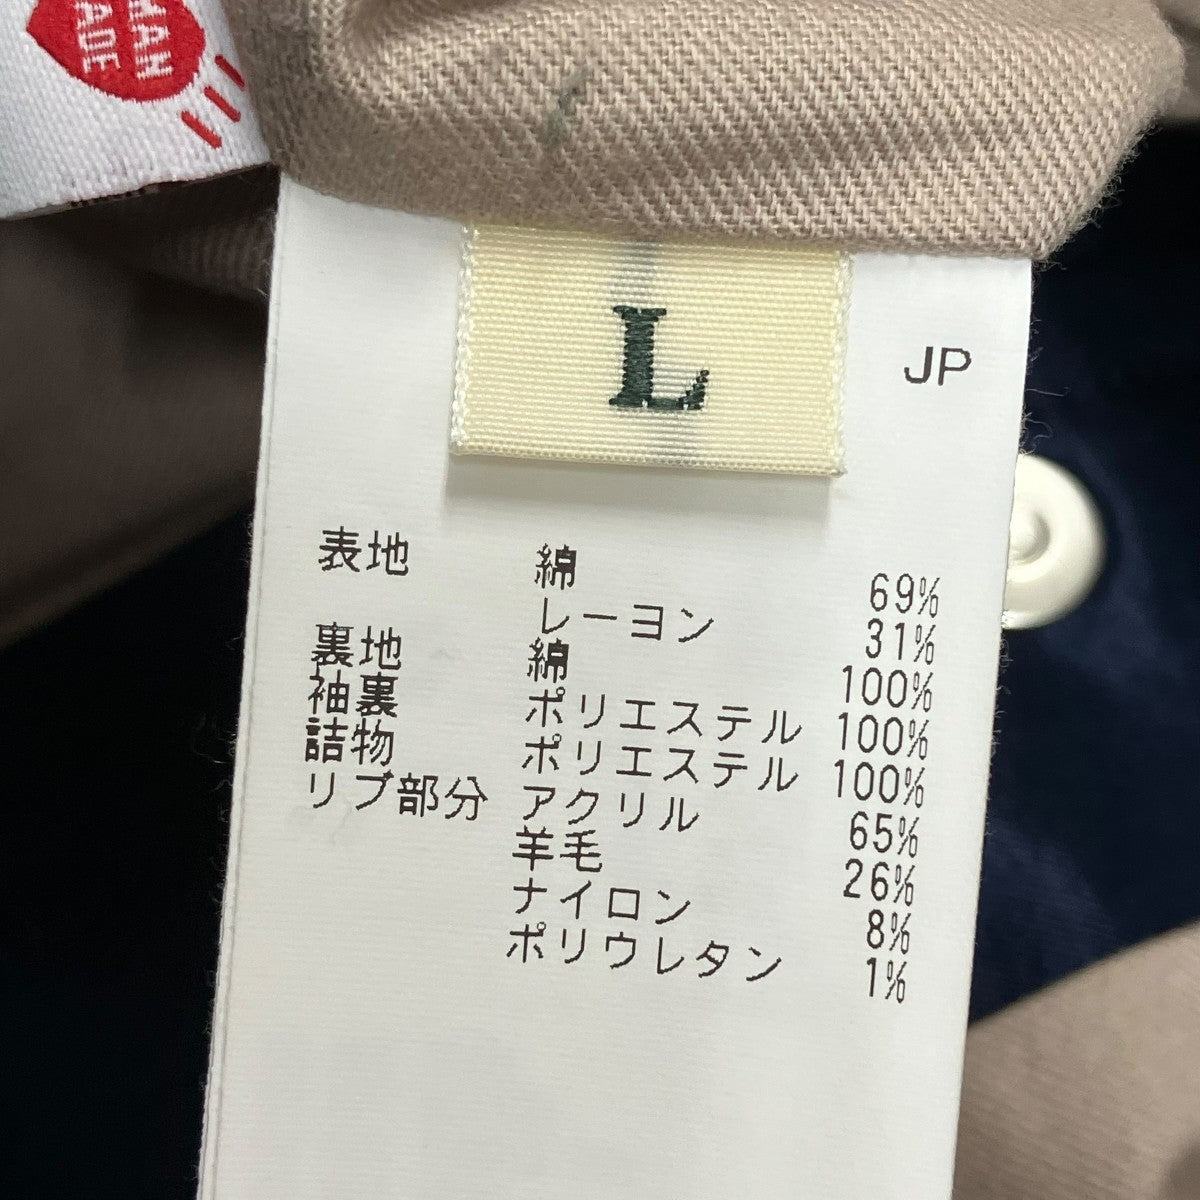 MAN
ADE
L
JP
表地 綿 69%
レーヨン 31%
裏地 綿 100%
袖裏 ポリエステル 100%
詰物 ポリエステル 100%
リブ部分 アクリル 65%
羊毛 26%
ナイロン 8%
ポリウレタン 1%